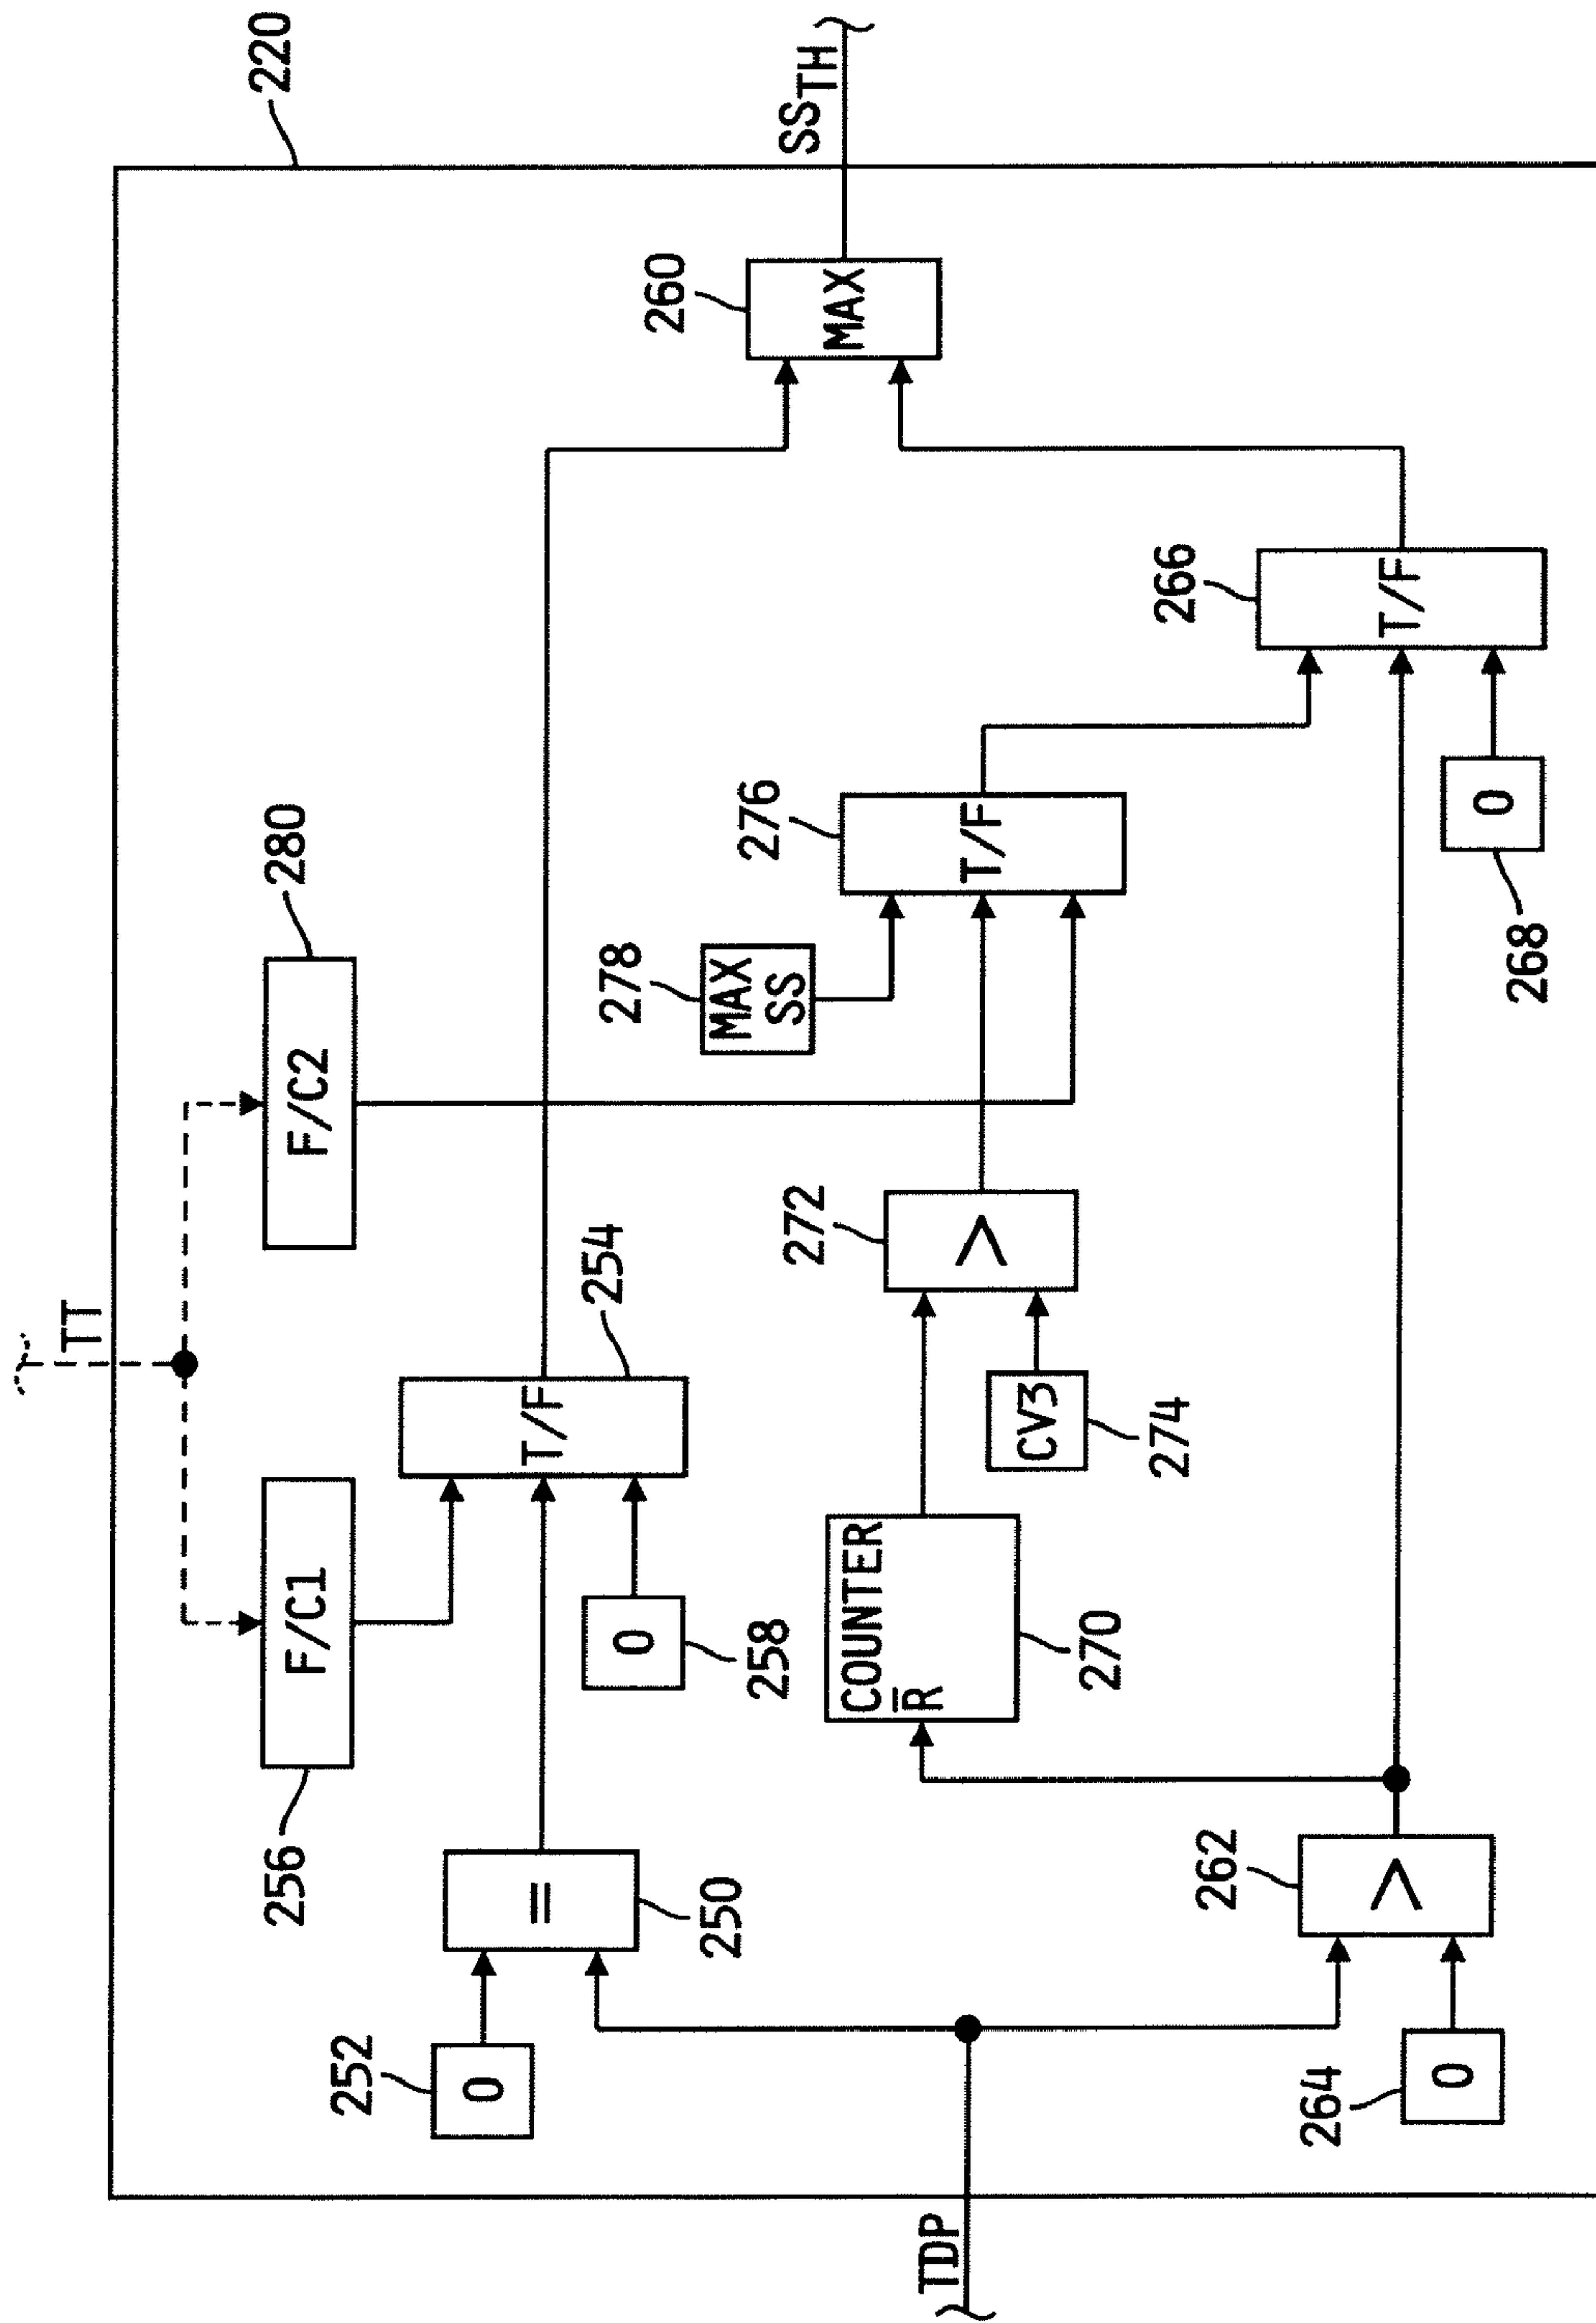 220
TT
256
F/C1
F/C2
280
252
0
=
250
T/F
254
0
258
MAX
260
SS_TH
TDP
COUNTER
R̅
270
>
272
CV3
274
MAX
SS
278
T/F
276
264
0
>
262
T/F
266
0
268